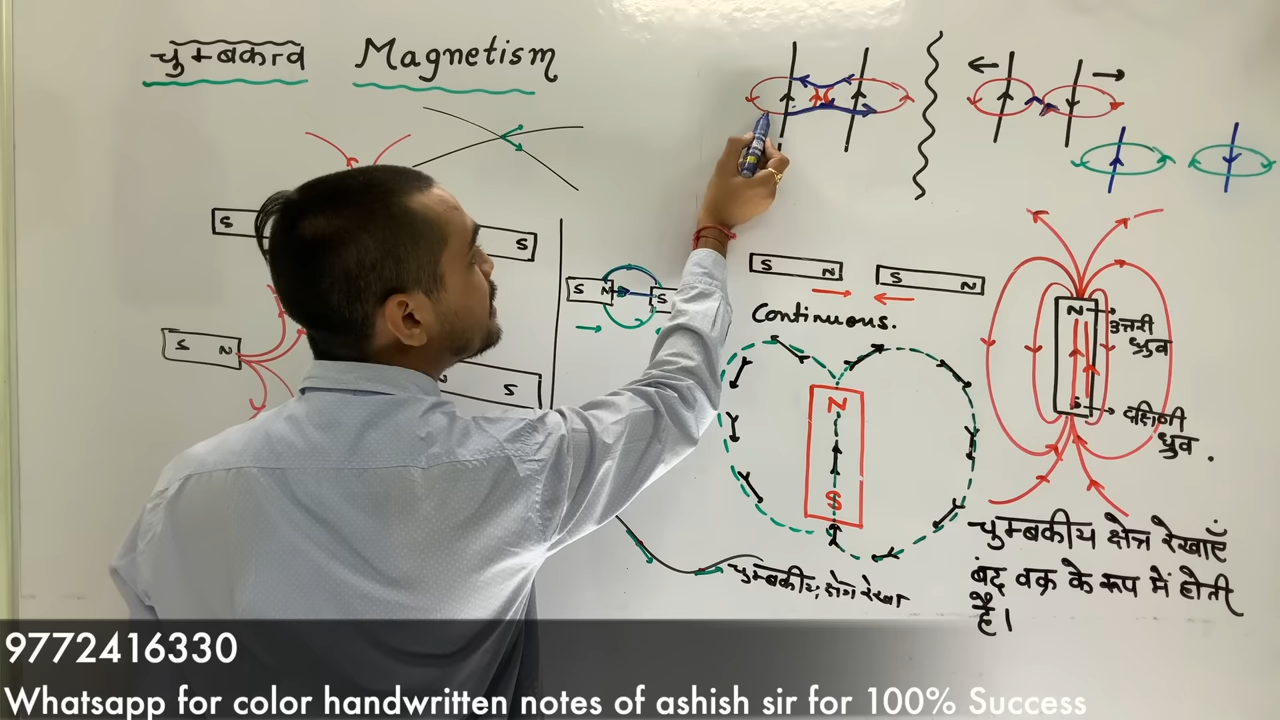 चुम्बकत्व Magnetism
S S
S N S
S N S
S N S N
Continuous.
N
S
N
S
उत्तरी
ध्रुव
दक्षिणी
ध्रुव .
चुम्बकीय क्षेत्र रेखा
चुम्बकीय क्षेत्र रेखाएँ
बंद वक्र के रूप में होती
है।
9772416330
Whatsapp for color handwritten notes of ashish sir for 100% Success